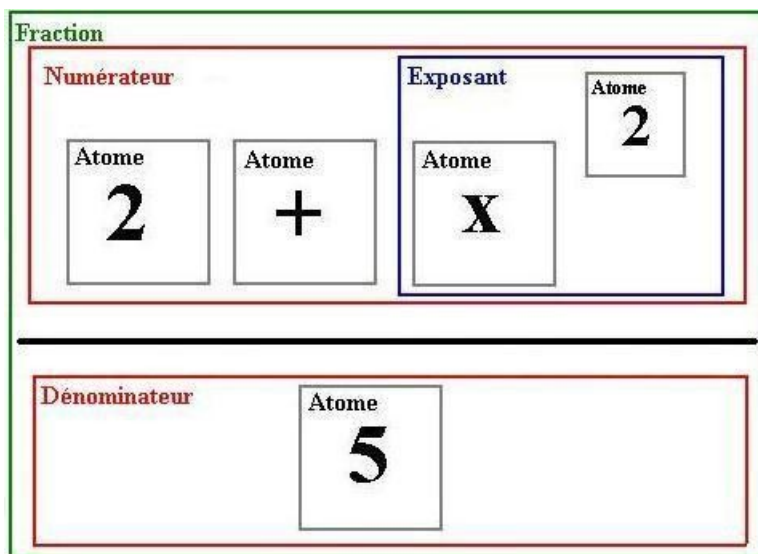 Fraction
Numérateur
Exposant
Atome
2
Atome
2
Atome
+
Atome
x
Dénominateur
Atome
5